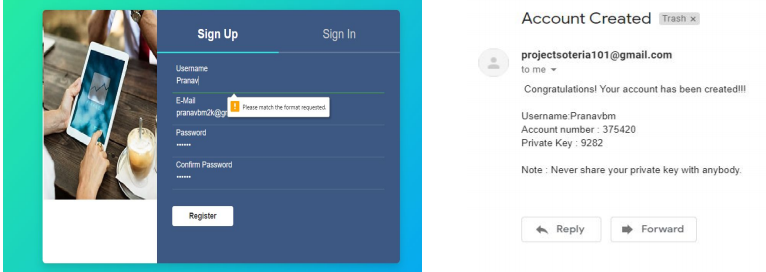 Sign Up
Sign In
Username
Pranav
Please match the format requested.
E-Mail
pranavbm2k@g
Password
Confirm Password
Register
Account Created Trash ×
projectsoteria101@gmail.com
to me
Congratulations! Your account has been created!!!
Username:Pranavbm
Account number : 375420
Private Key : 9282
Note : Never share your private key with anybody.
Reply
Forward